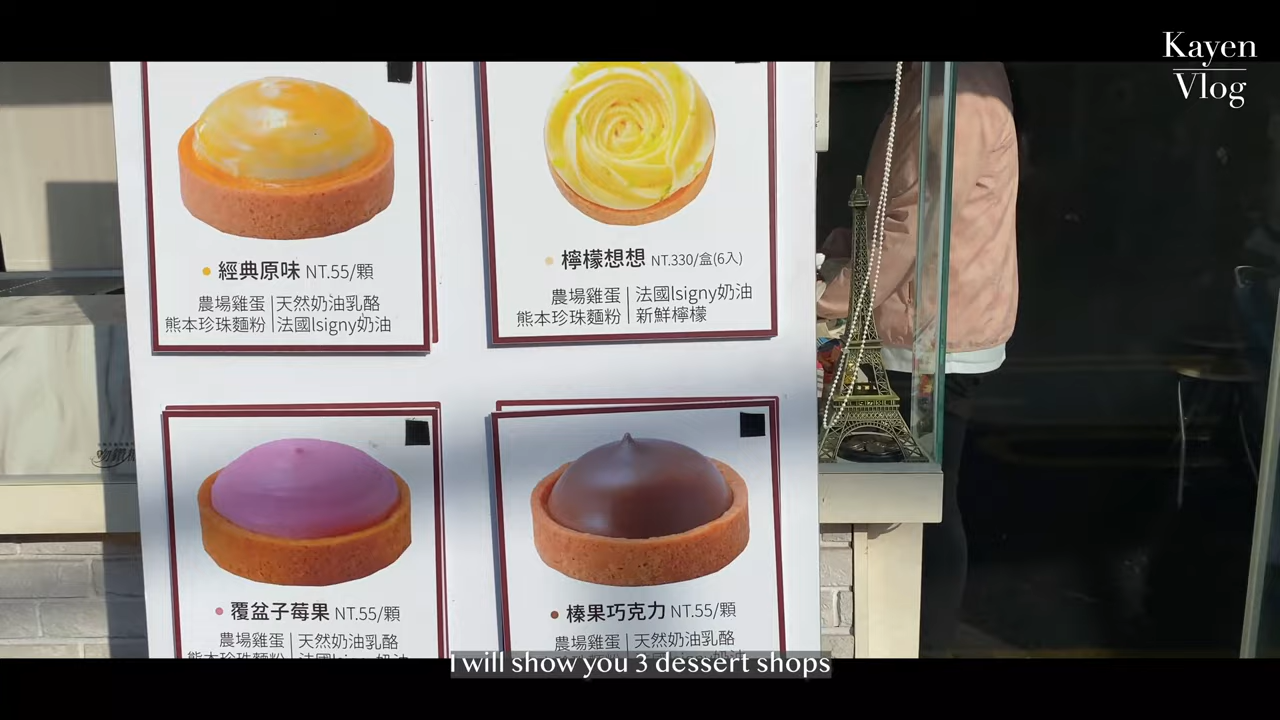 Kayen
Vlog
經典原味 NT.55/顆
農場雞蛋|天然奶油乳酪
熊本珍珠麵粉|法國Isigny奶油
檸檬想想 NT.330/盒(6入)
農場雞蛋|法國Isigny奶油
熊本珍珠麵粉|新鮮檸檬
覆盆子莓果 NT.55/顆
農場雞蛋|天然奶油乳酪
榛果巧克力 NT.55/顆
農場雞蛋|天然奶油乳酪
I will show you 3 dessert shops